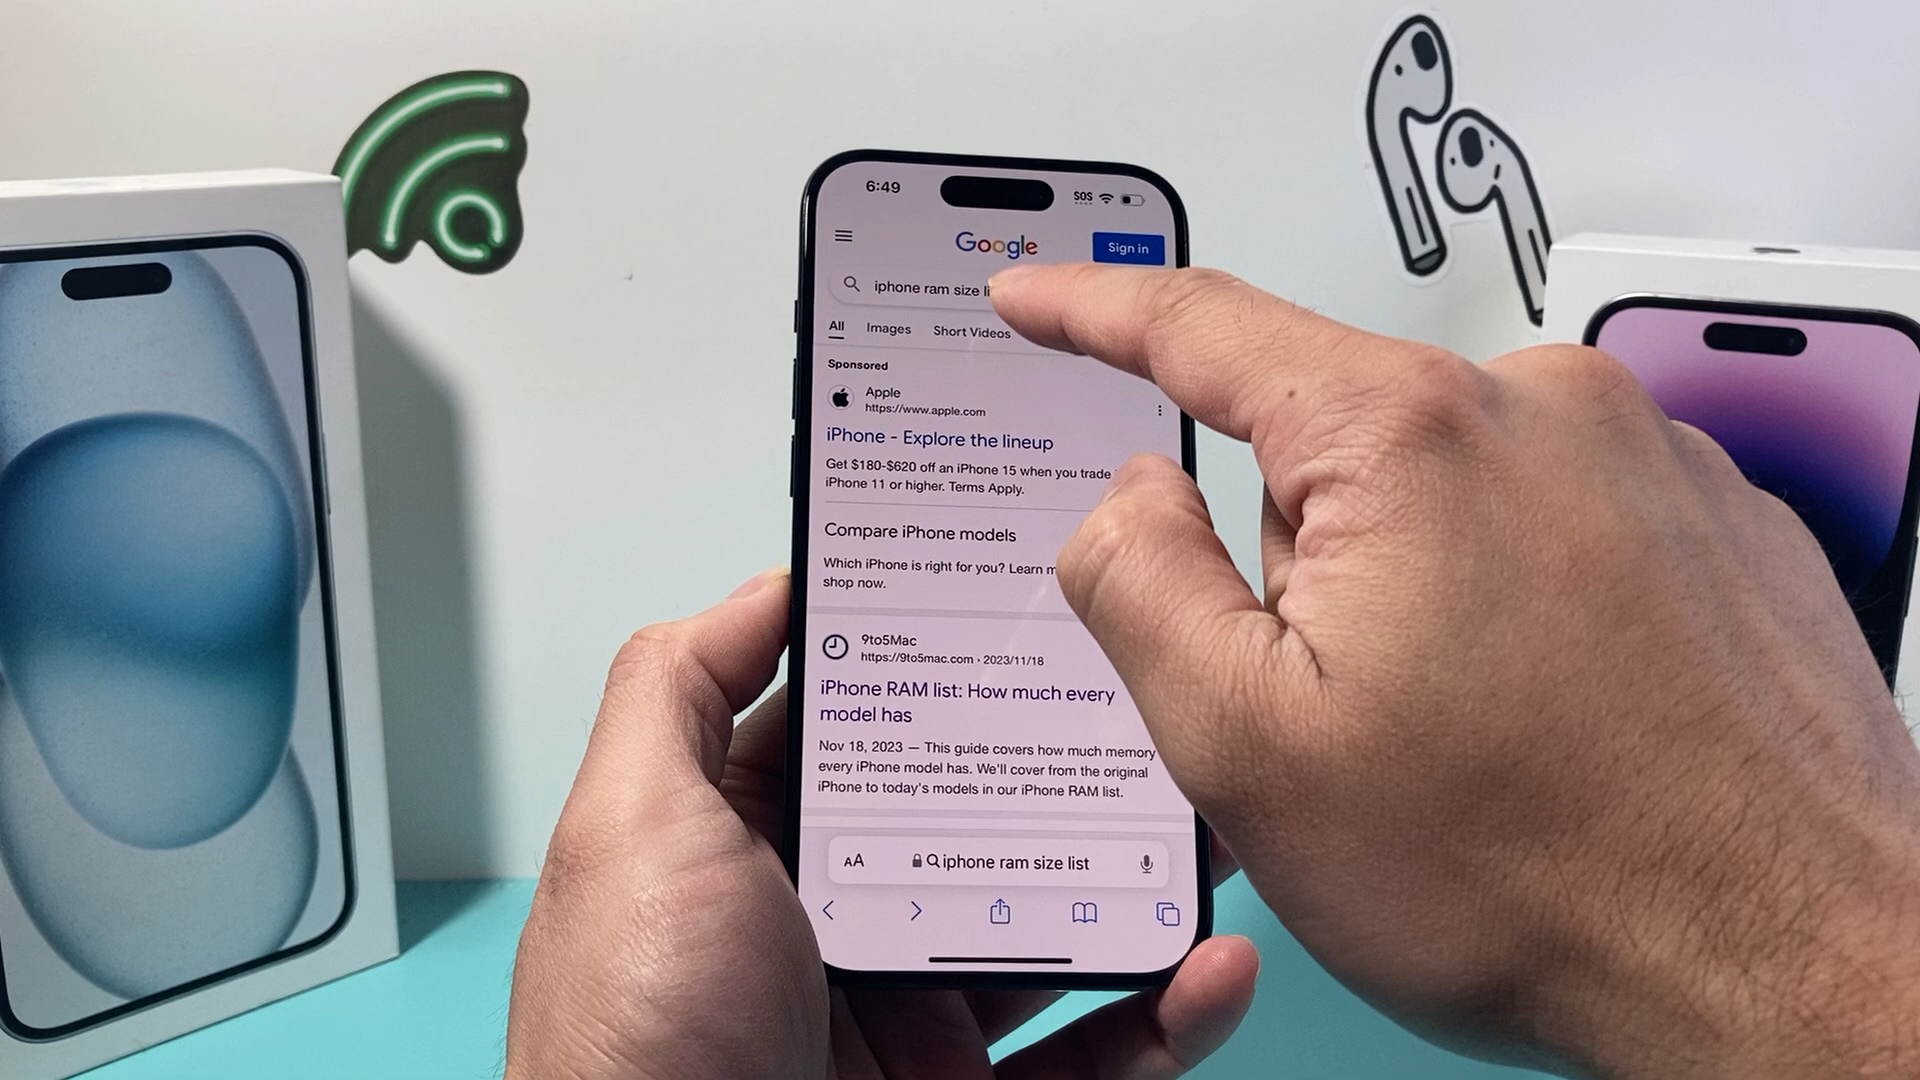 6:49
SOS
Google
Sign in
iphone ram size
All Images Short Videos
Sponsored
Apple
https://www.apple.com
iPhone - Explore the lineup
Get $180-$620 off an iPhone 15 when you trade
iPhone 11 or higher. Terms Apply.
Compare iPhone models
Which iPhone is right for you? Learn
shop now.
9to5Mac
https://9to5mac.com › 2023/11/18
iPhone RAM list: How much every
model has
Nov 18, 2023 — This guide covers how much memory
every iPhone model has. We'll cover from the original
iPhone to today's models in our iPhone RAM list.
AA iphone ram size list